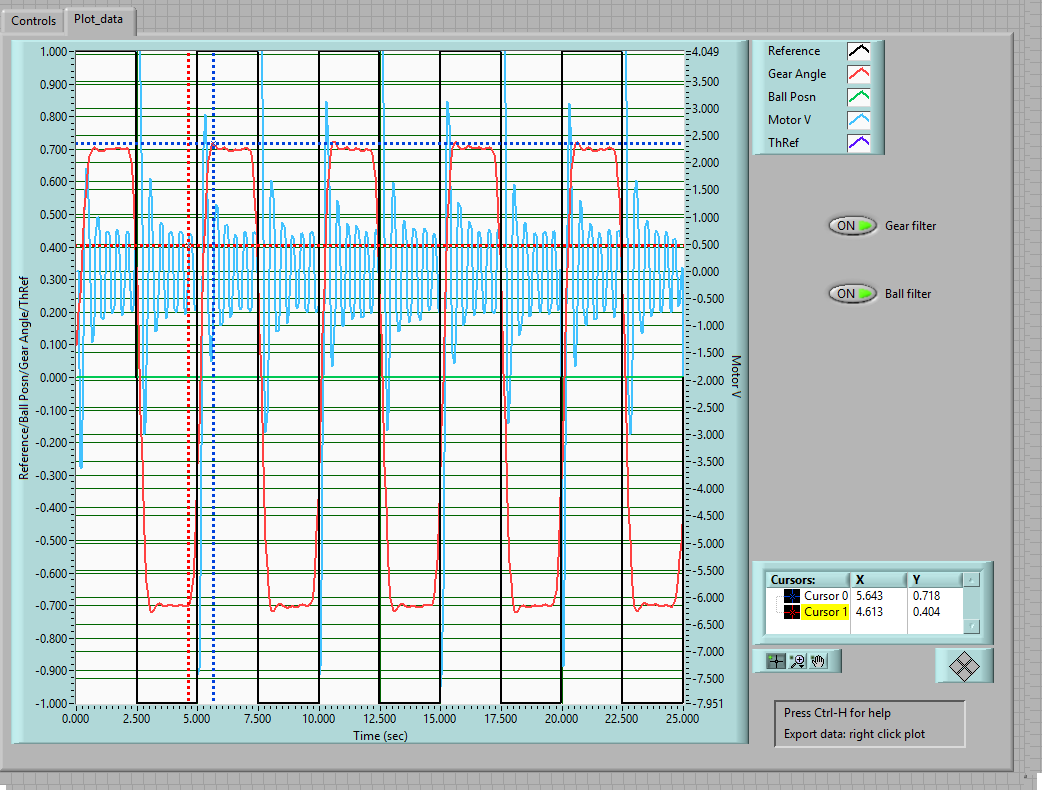 Controls
Plot_data
1.000
0.900
0.800
0.700
0.600
0.500
0.400
0.300
0.200
0.100
0.000
-0.100
-0.200
-0.300
-0.400
-0.500
-0.600
-0.700
-0.800
-0.900
-1.000
Reference/Ball Posn/Gear Angle/ThRef
4.049
3.500
3.000
2.500
2.000
1.500
1.000
0.500
0.000
-0.500
-1.000
-1.500
-2.000
-2.500
-3.000
-3.500
-4.000
-4.500
-5.000
-5.500
-6.000
-6.500
-7.000
-7.500
-7.951
Motor V
0.000 2.500 5.000 7.500 10.000 12.500 15.000 17.500 20.000 22.500 25.000
Time (sec)
Reference
Gear Angle
Ball Posn
Motor V
ThRef
ON Gear filter
ON Ball filter
Cursors: X Y
Cursor 0 5.643 0.718
Cursor 1 4.613 0.404
Press Ctrl-H for help
Export data: right click plot